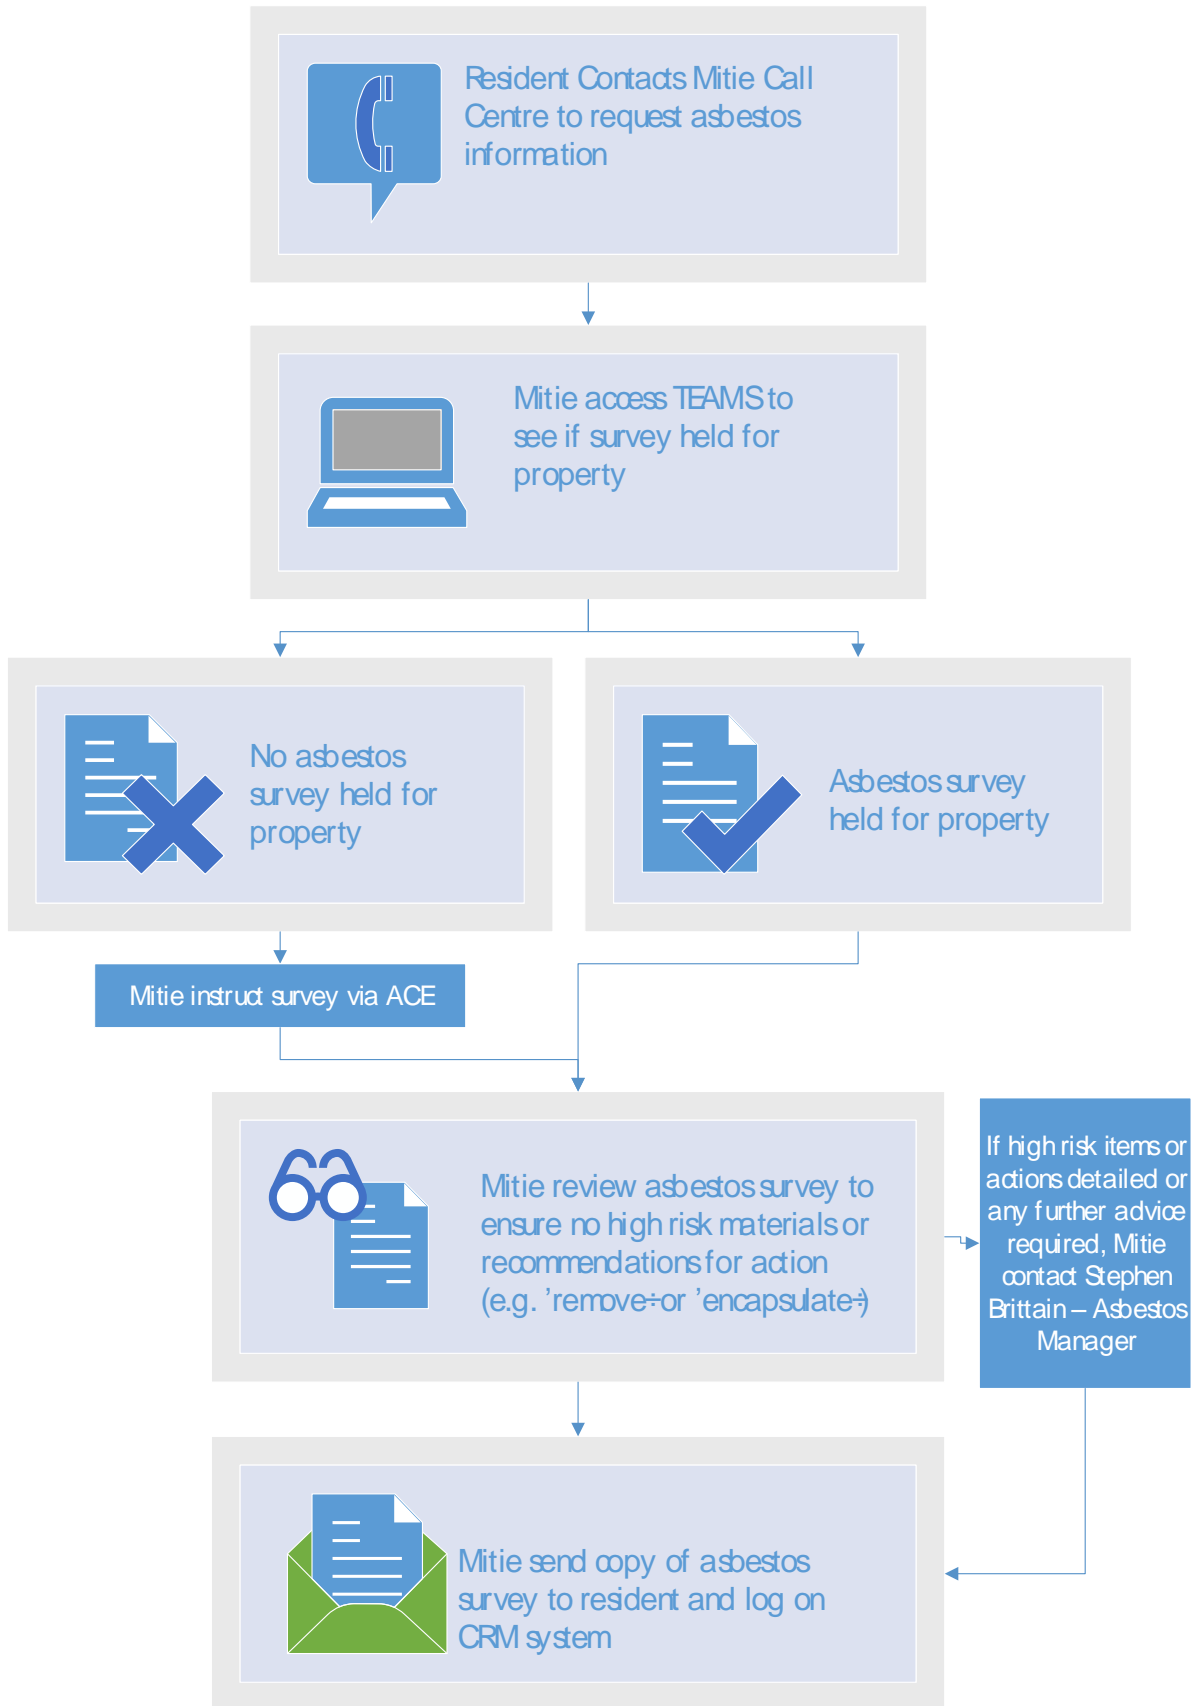 Resident Contacts Mitie Call
Centre to request asbestos
information
Mitie access TEAMS to
see if survey held for
property
No asbestos
survey held for
property
Asbestos survey
held for property
Mitie instruct survey via ACE
Mitie review asbestos survey to
ensure no high risk materials or
recommendations for action
(e.g. ’remove÷ or ’encapsulate÷)
If high risk items or
actions detailed or
any further advice
required, Mitie
contact Stephen
Brittain – Asbestos
Manager
Mitie send copy of asbestos
survey to resident and log on
CRM system